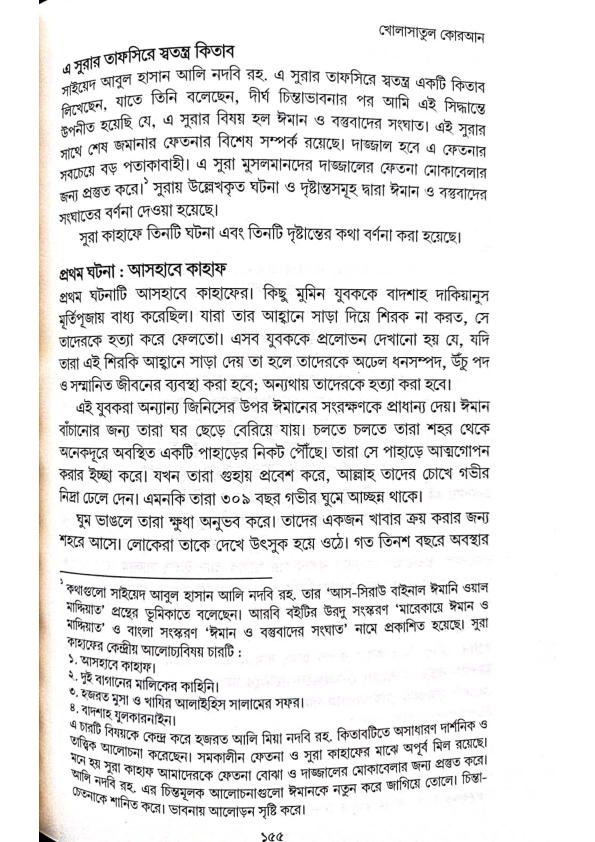 খোলাসাতুল কোরআন
এ সুরার তাফসিরে স্বতন্ত্র কিতাব
সাইয়েদ আবুল হাসান আলি নদবি রহ. এ সুরার তাফসিরে স্বতন্ত্র একটি কিতাব
লিখেছেন, যাতে তিনি বলেছেন, দীর্ঘ চিন্তাভাবনার পর আমি এই সিদ্ধান্তে
উপনীত হয়েছি যে, এ সুরার বিষয় হল ঈমান ও বস্তুবাদের সংঘাত। এই সুরার
সাথে শেষ জমানার ফেতনার বিশেষ সম্পর্ক রয়েছে। দাজ্জাল হবে এ ফেতনার
সবচেয়ে বড় পতাকাবাহী। এ সুরা মুসলমানদের দাজ্জালের ফেতনা মোকাবেলার
জন্য প্রস্তুত করে।১ সুরায় উল্লেখকৃত ঘটনা ও দৃষ্টান্তসমূহ দ্বারা ঈমান ও বস্তুবাদের
সংঘাতের বর্ণনা দেওয়া হয়েছে।
সুরা কাহাফে তিনটি ঘটনা এবং তিনটি দৃষ্টান্তের কথা বর্ণনা করা হয়েছে।
প্রথম ঘটনা : আসহাবে কাহাফ
প্রথম ঘটনাটি আসহাবে কাহাফের। কিছু মুমিন যুবককে বাদশাহ দাকিয়ানুস
মূর্তিপূজায় বাধ্য করেছিল। যারা তার আহ্বানে সাড়া দিয়ে শিরক না করত, সে
তাদেরকে হত্যা করে ফেলতো। এসব যুবককে প্রলোভন দেখানো হয় যে, যদি
তারা এই শিরকি আহ্বানে সাড়া দেয় তা হলে তাদেরকে অঢেল ধনসম্পদ, উঁচু পদ
ও সম্মানিত জীবনের ব্যবস্থা করা হবে; অন্যথায় তাদেরকে হত্যা করা হবে।
এই যুবকরা অন্যান্য জিনিসের উপর ঈমানের সংরক্ষণকে প্রাধান্য দেয়। ঈমান
বাঁচানোর জন্য তারা ঘর ছেড়ে বেরিয়ে যায়। চলতে চলতে তারা শহর থেকে
অনেকদূরে অবস্থিত একটি পাহাড়ের নিকট পৌঁছে। তারা সে পাহাড়ে আত্মগোপন
করার ইচ্ছা করে। যখন তারা গুহায় প্রবেশ করে, আল্লাহ তাদের চোখে গভীর
নিদ্রা ঢেলে দেন। এমনকি তারা ৩০৯ বছর গভীর ঘুমে আচ্ছন্ন থাকে।
ঘুম ভাঙলে তারা ক্ষুধা অনুভব করে। তাদের একজন খাবার ক্রয় করার জন্য
শহরে আসে। লোকেরা তাকে দেখে উৎসুক হয়ে ওঠে। গত তিনশ বছরে অবস্থার
১ কথাগুলো সাইয়েদ আবুল হাসান আলি নদবি রহ. তার ‘আস-সিরাউ বাইনাল ঈমানি ওয়াল
মাদ্দিয়াত’ গ্রন্থের ভূমিকাতে বলেছেন। আরবি বইটির উরদু সংস্করণ ‘মারেকায়ে ঈমান ও
মাদ্দিয়াত’ ও বাংলা সংস্করণ ‘ঈমান ও বস্তুবাদের সংঘাত’ নামে প্রকাশিত হয়েছে। সুরা
কাহাফের কেন্দ্রীয় আলোচ্যবিষয় চারটি :
১. আসহাবে কাহাফ।
২. দুই বাগানের মালিকের কাহিনি।
৩. হজরত মুসা ও খাযির আলাইহিস সালামের সফর।
৪. বাদশাহ যুলকারনাইন।
এ চারটি বিষয়কে কেন্দ্র করে হজরত আলি মিয়া নদবি রহ. কিতাবটিতে অসাধারণ দার্শনিক ও
তাত্ত্বিক আলোচনা করেছেন। সমকালীন ফেতনা ও সুরা কাহাফের মাঝে অপূর্ব মিল রয়েছে।
মনে হয় সুরা কাহাফ আমাদেরকে ফেতনা বোঝা ও দাজ্জালের মোকাবেলার জন্য প্রস্তুত করে।
আলি নদবি রহ. এর চিন্তমূলক আলোচনাগুলো ঈমানকে নতুন করে জাগিয়ে তোলে। চিন্তা-
চেতনাকে শানিত করে। ভাবনায় আলোড়ন সৃষ্টি করে।
১৫৫